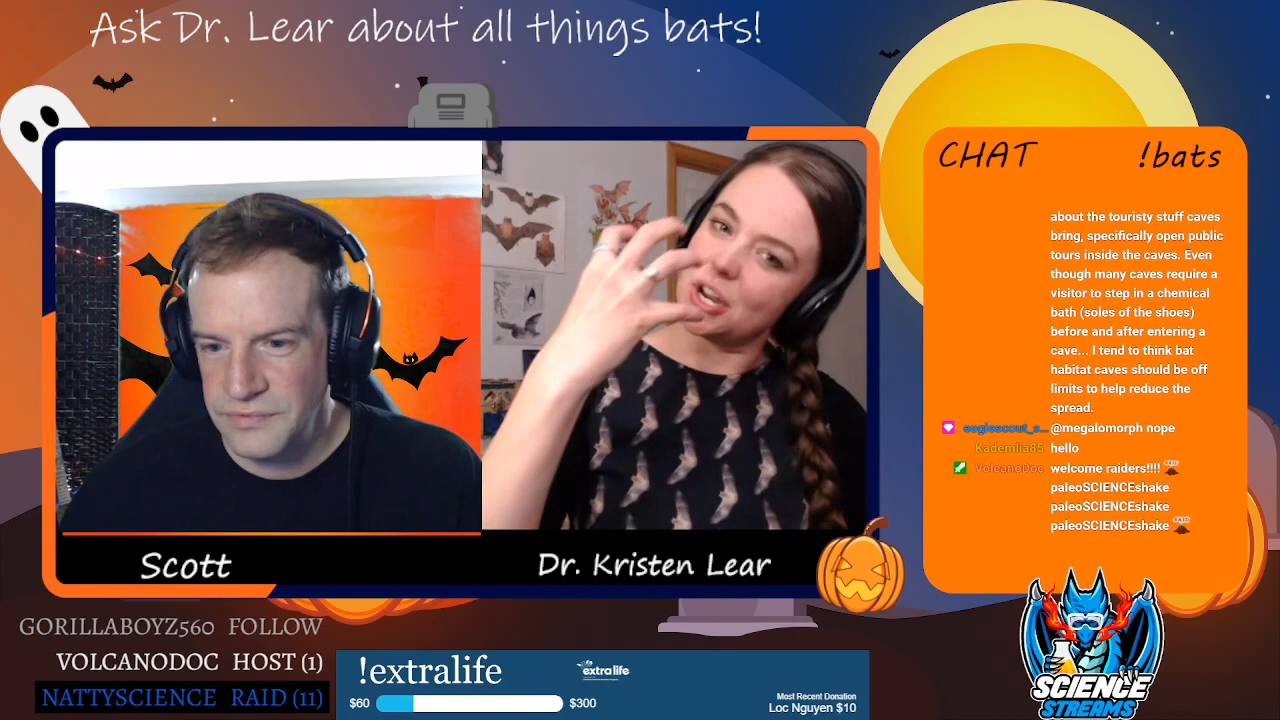 Ask Dr. Lear about all things bats!
CHAT !bats
about the touristy stuff caves
bring, specifically open public
tours inside the caves. Even
though many caves require a
visitor to step in a chemical
bath (soles of the shoes)
before and after entering a
cave... I tend to think bat
habitat caves should be off
limits to help reduce the
spread.
eaglescout_s... @megalomorph nope
Kademlia85 hello
VolcanoDoc welcome raiders!!!!
paleoSCIENCEshake
paleoSCIENCEshake
paleoSCIENCEshake
Scott
Dr. Kristen Lear
GORILLABOYZ560 FOLLOW
VOLCANODOC HOST (1)
NATTYSCIENCE RAID (11)
!extralife
extralife
$60
$300
Most Recent Donation
Loc Nguyen $10
SCIENCE
STREAMS